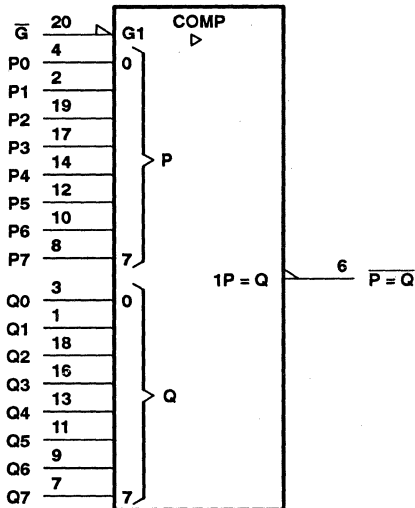 G̅ 20 G1 COMP
P0 4 0
P1 2
P2 19
P3 17
P4 14 P
P5 12
P6 10
P7 8 7
1P = Q 6 P̅ ̅=̅ ̅Q̅
Q0 3 0
Q1 1
Q2 18
Q3 16
Q4 13 Q
Q5 11
Q6 9
Q7 7 7